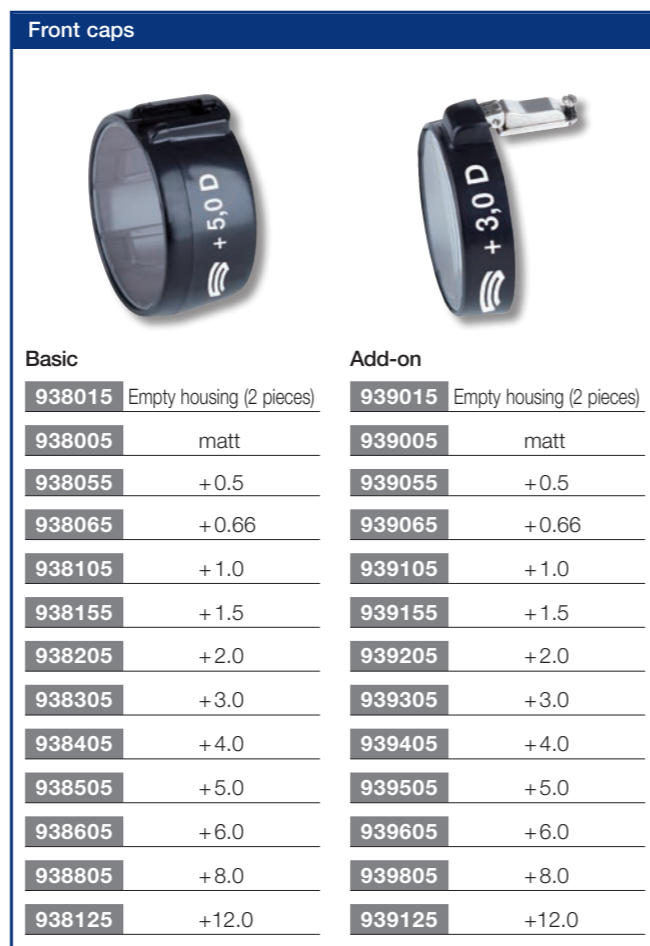 Front caps
+ 5,0 D
+ 3,0 D
Basic
938015 Empty housing (2 pieces)
938005 matt
938055 +0.5
938065 +0.66
938105 +1.0
938155 +1.5
938205 +2.0
938305 +3.0
938405 +4.0
938505 +5.0
938605 +6.0
938805 +8.0
938125 +12.0
Add-on
939015 Empty housing (2 pieces)
939005 matt
939055 +0.5
939065 +0.66
939105 +1.0
939155 +1.5
939205 +2.0
939305 +3.0
939405 +4.0
939505 +5.0
939605 +6.0
939805 +8.0
939125 +12.0